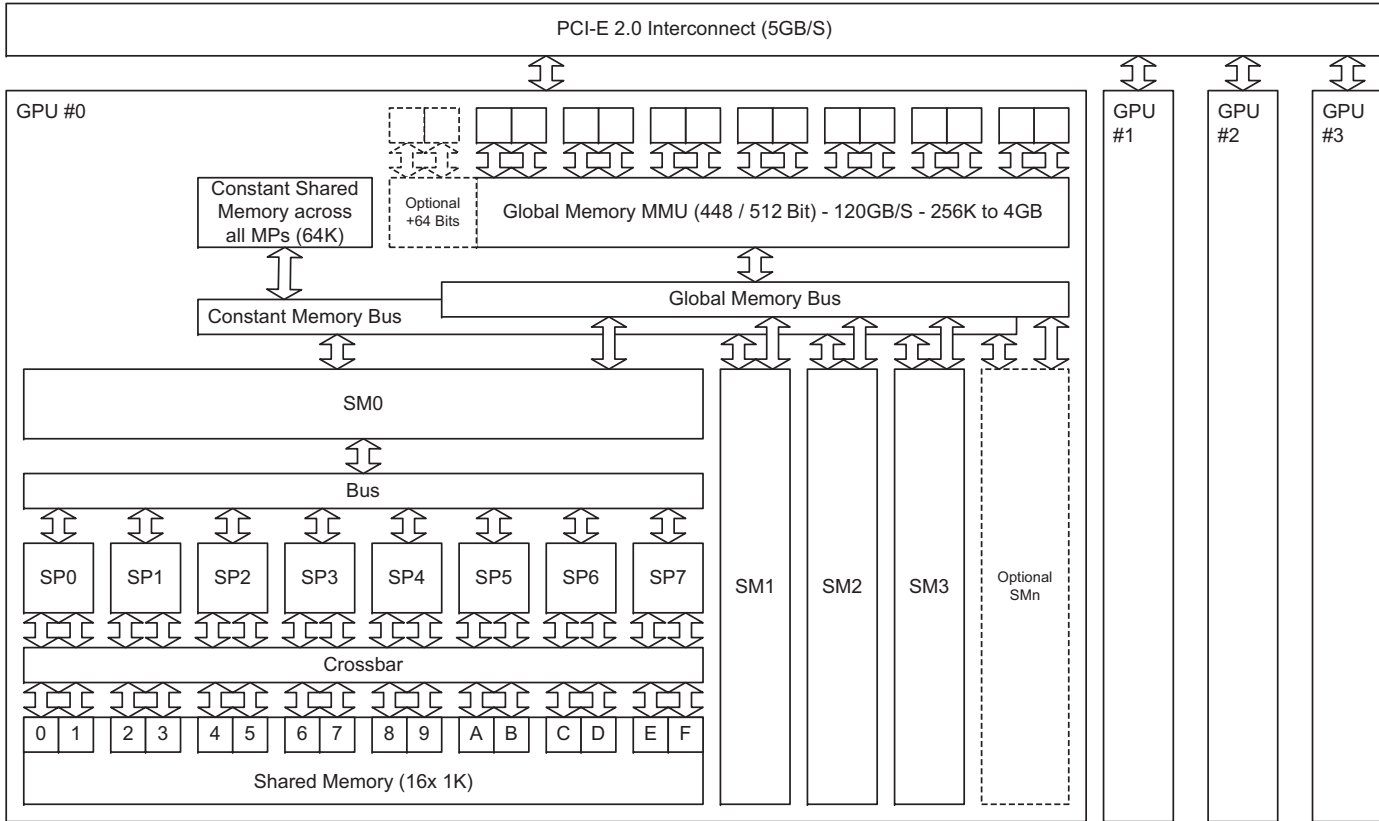 PCI-E 2.0 Interconnect (5GB/S)
GPU #0
GPU
#1
GPU
#2
GPU
#3
Constant Shared
Memory across
all MPs (64K)
Optional
+64 Bits
Global Memory MMU (448 / 512 Bit) - 120GB/S - 256K to 4GB
Global Memory Bus
Constant Memory Bus
SM0
Bus
SP0
SP1
SP2
SP3
SP4
SP5
SP6
SP7
SM1
SM2
SM3
Optional
SMn
Crossbar
0 1 2 3 4 5 6 7 8 9 A B C D E F
Shared Memory (16x 1K)